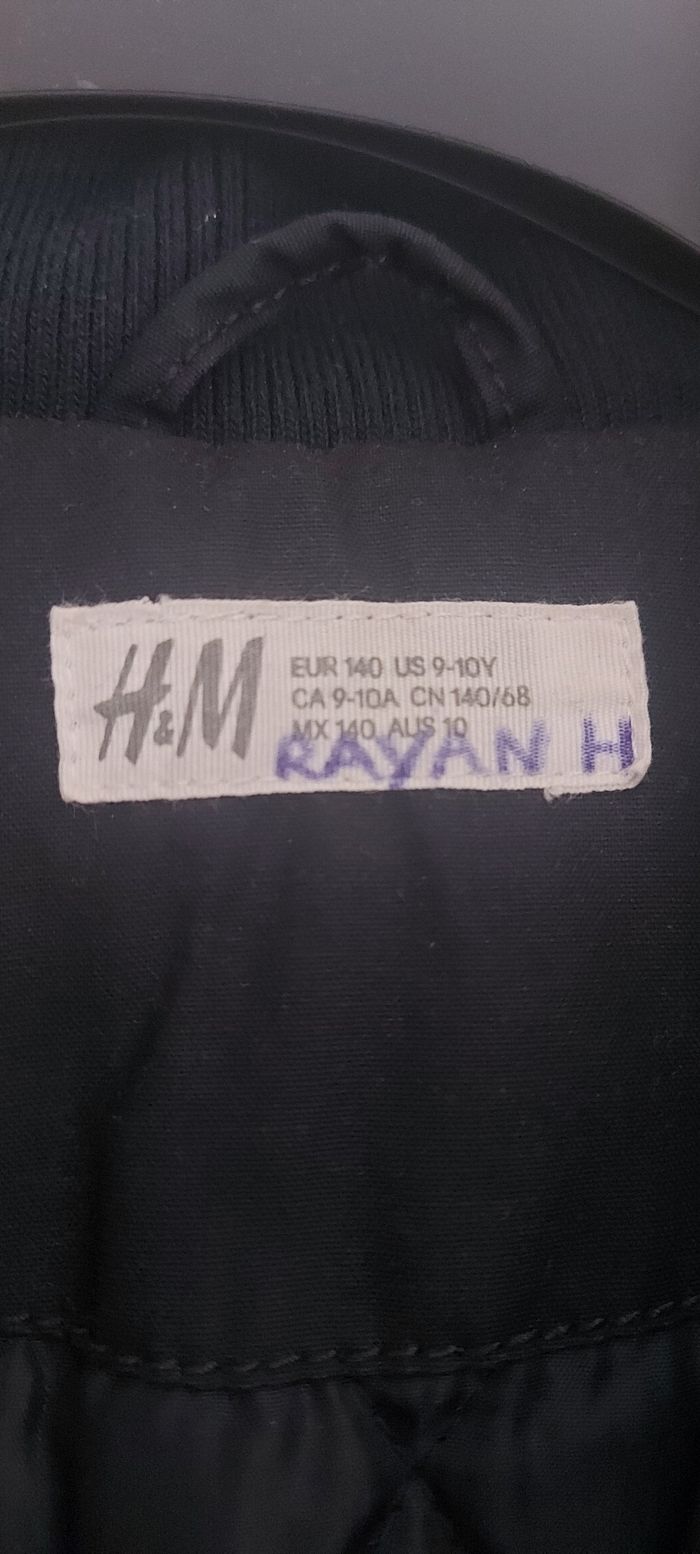 H&M
EUR 140 US 9-10Y
CA 9-10A CN 140/68
MX 140 AUS 10
RAYAN H